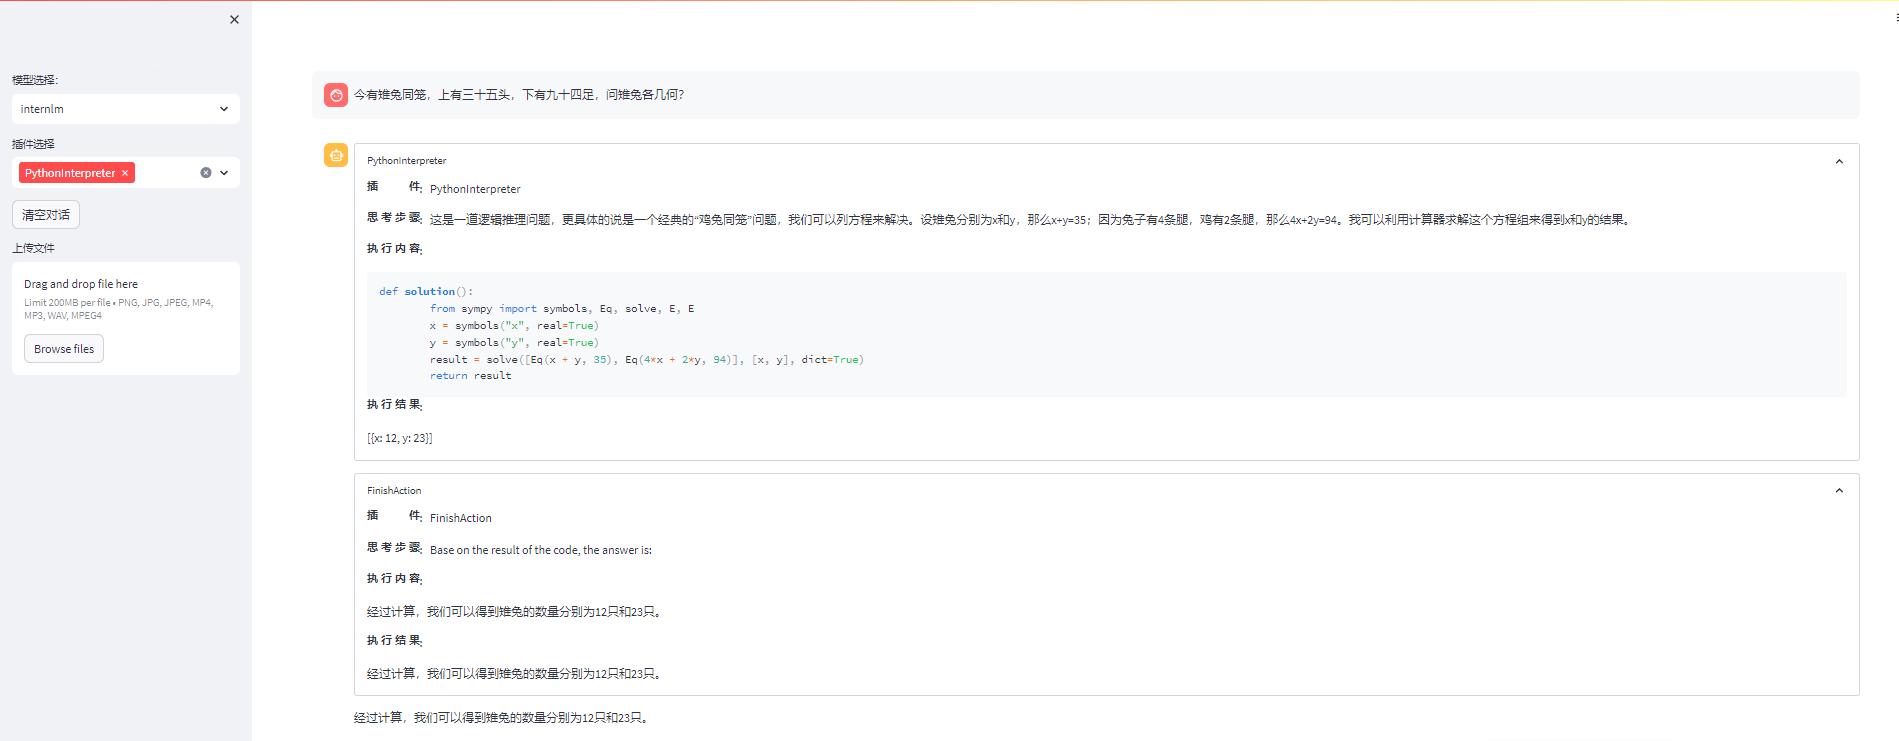 模型选择:
internlm
插件选择
PythonInterpreter ×
清空对话
上传文件
Drag and drop file here
Limit 200MB per file • PNG, JPG, JPEG, MP4,
MP3, WAV, MPEG4
Browse files
今有雉兔同笼，上有三十五头，下有九十四足，问雉兔各几何？
PythonInterpreter
插 件: PythonInterpreter
思考步骤: 这是一道逻辑推理问题，更具体的说是一个经典的“鸡兔同笼”问题，我们可以列方程来解决。设雉兔分别为x和y，那么x+y=35；因为兔子有4条腿，鸡有2条腿，那么4x+2y=94。我可以利用计算器求解这个方程组来得到x和y的结果。
执行内容:
def solution():
from sympy import symbols, Eq, solve, E, E
x = symbols("x", real=True)
y = symbols("y", real=True)
result = solve([Eq(x + y, 35), Eq(4*x + 2*y, 94)], [x, y], dict=True)
return result
执行结果:
[{x: 12, y: 23}]
FinishAction
插 件: FinishAction
思考步骤: Base on the result of the code, the answer is:
执行内容:
经过计算，我们可以得到雉兔的数量分别为12只和23只。
执行结果:
经过计算，我们可以得到雉兔的数量分别为12只和23只。
经过计算，我们可以得到雉兔的数量分别为12只和23只。